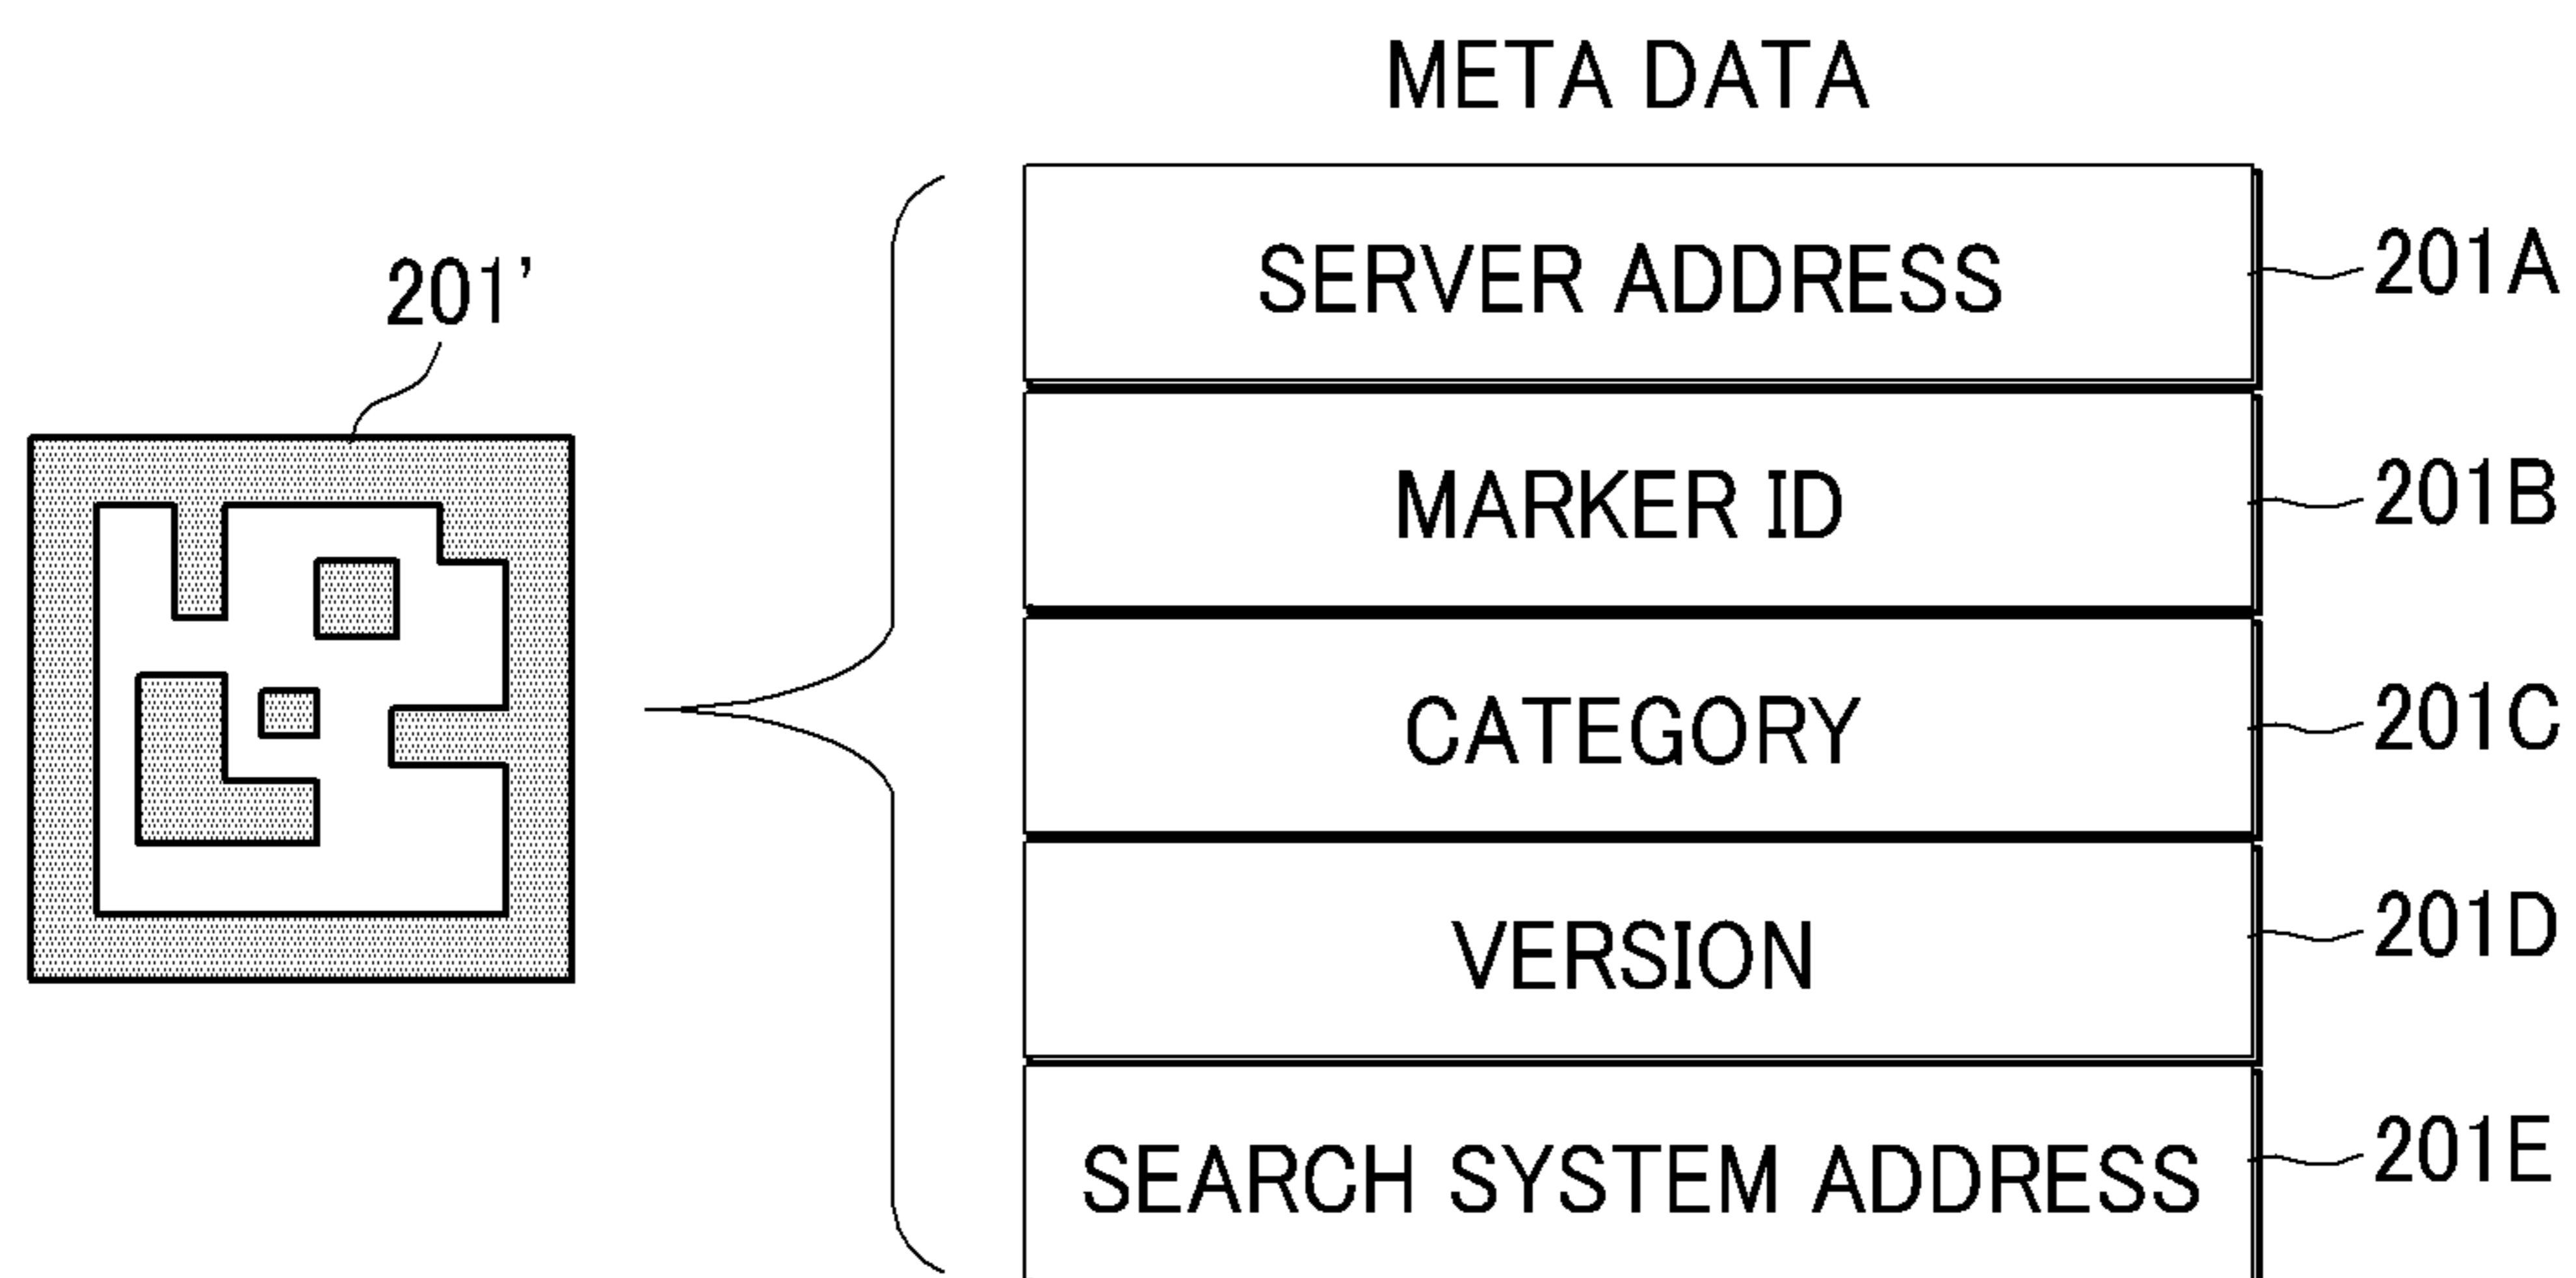 META DATA
201'
SERVER ADDRESS 201A
MARKER ID 201B
CATEGORY 201C
VERSION 201D
SEARCH SYSTEM ADDRESS 201E